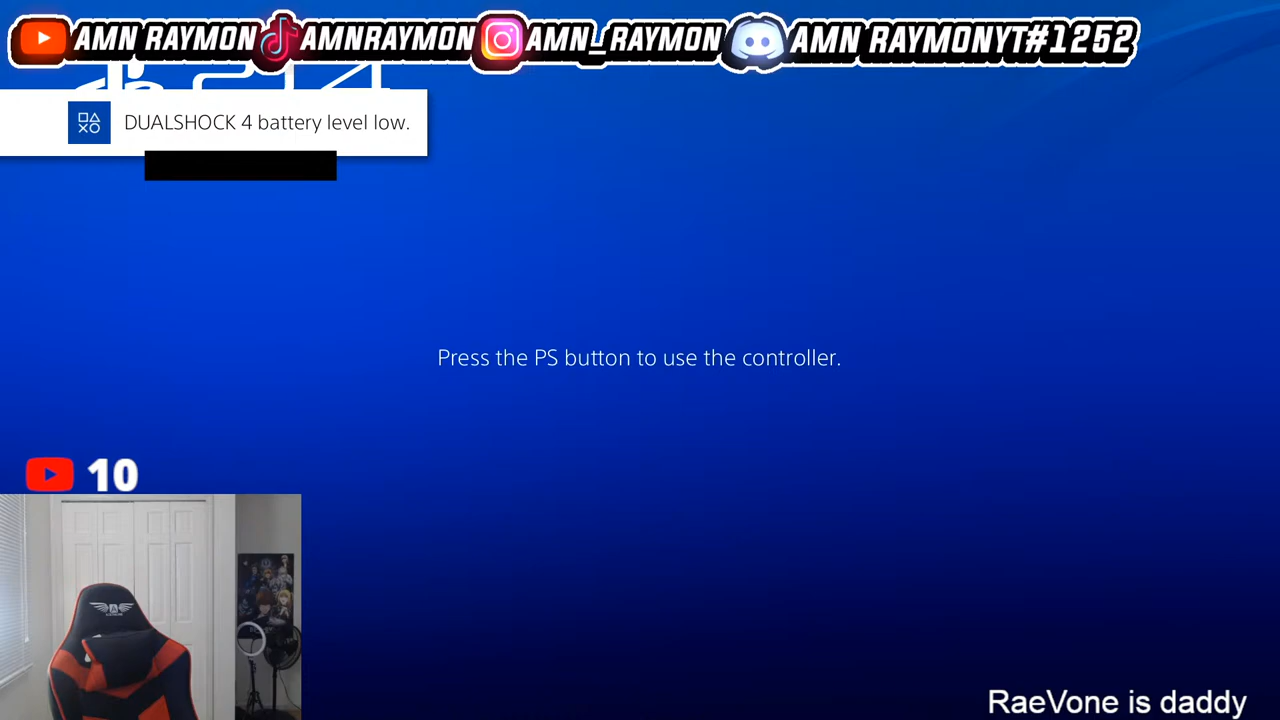 AMN RAYMON AMNRAYMON AMN_RAYMON AMN RAYMONYT#1252
DUALSHOCK 4 battery level low.
Press the PS button to use the controller.
10
RaeVone is daddy